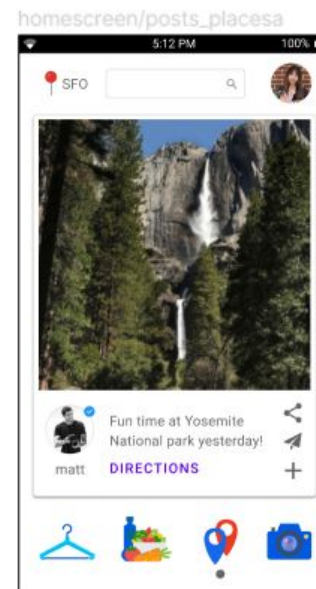 homescreen/posts_placesa
5:12 PM
100%
SFO
Fun time at Yosemite
National park yesterday!
matt
DIRECTIONS